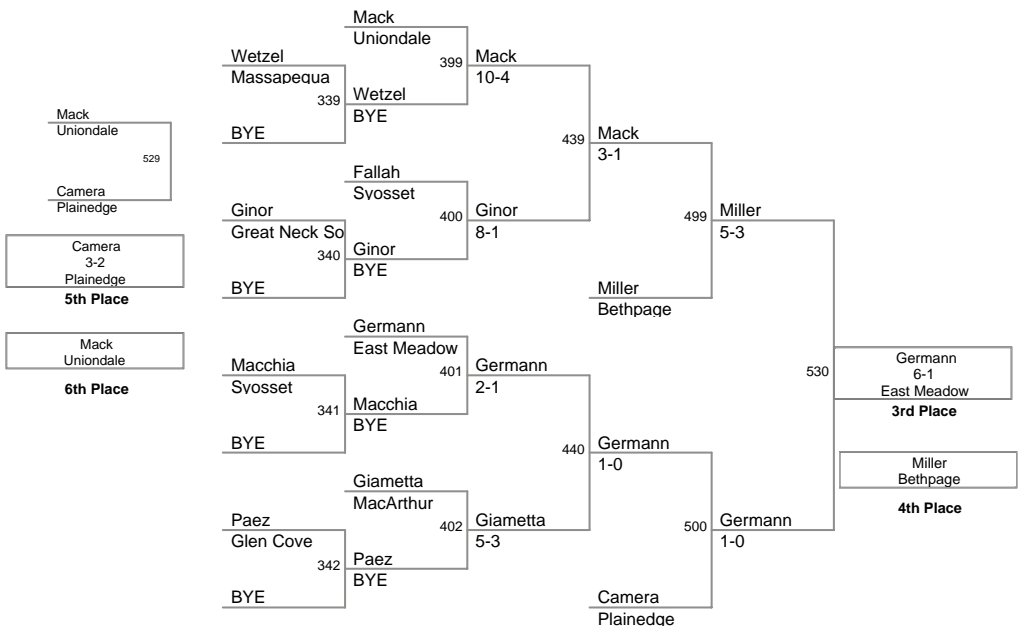 Mack
Uniondale
399
Wetzel
Massapequa
339
BYE
Wetzel
BYE
Mack
10-4
439
Fallah
Syosset
400
Ginor
Great Neck So
340
BYE
Ginor
BYE
Ginor
8-1
Mack
3-1
499
Miller
Bethpage
Miller
5-3
Germann
East Meadow
401
Macchia
Syosset
341
BYE
Macchia
BYE
Germann
2-1
440
Giametta
MacArthur
402
Paez
Glen Cove
342
BYE
Paez
BYE
Giametta
5-3
Germann
1-0
500
Camera
Plainedge
Germann
1-0
530
Germann
6-1
East Meadow
3rd Place
Miller
Bethpage
4th Place
Mack
Uniondale
529
Camera
Plainedge
Camera
3-2
Plainedge
5th Place
Mack
Uniondale
6th Place